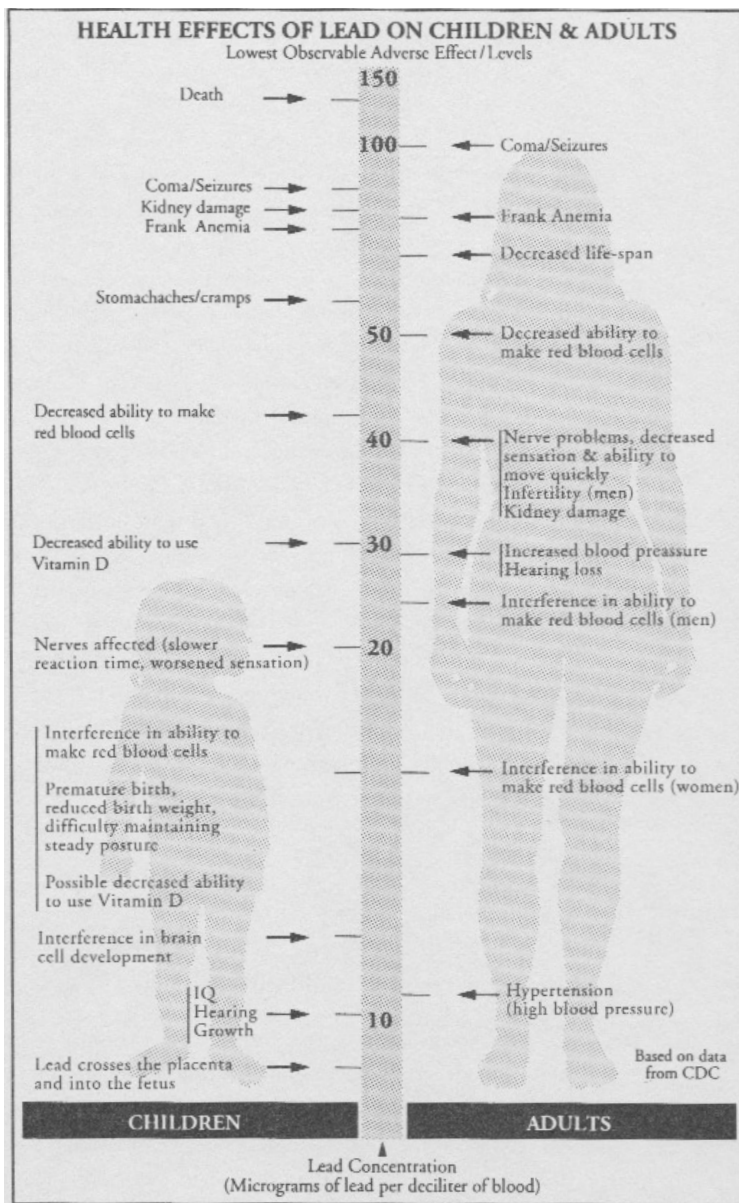 HEALTH EFFECTS OF LEAD ON CHILDREN & ADULTS
Lowest Observable Adverse Effect/Levels
150
Death
100
Coma/Seizures
Coma/Seizures
Kidney damage
Frank Anemia
Frank Anemia
Decreased life-span
Stomachaches/cramps
50
Decreased ability to
make red blood cells
Decreased ability to make
red blood cells
40
Nerve problems, decreased
sensation & ability to
move quickly
Infertility (men)
Kidney damage
Decreased ability to use
Vitamin D
30
Increased blood preassure
Hearing loss
Interference in ability to
make red blood cells (men)
Nerves affected (slower
reaction time, worsened sensation)
20
Interference in ability to
make red blood cells
Premature birth,
reduced birth weight,
difficulty maintaining
steady posture
Possible decreased ability
to use Vitamin D
Interference in ability to
make red blood cells (women)
Interference in brain
cell development
IQ
Hearing
Growth
10
Hypertension
(high blood pressure)
Lead crosses the placenta
and into the fetus
Based on data
from CDC
CHILDREN
ADULTS
Lead Concentration
(Micrograms of lead per deciliter of blood)